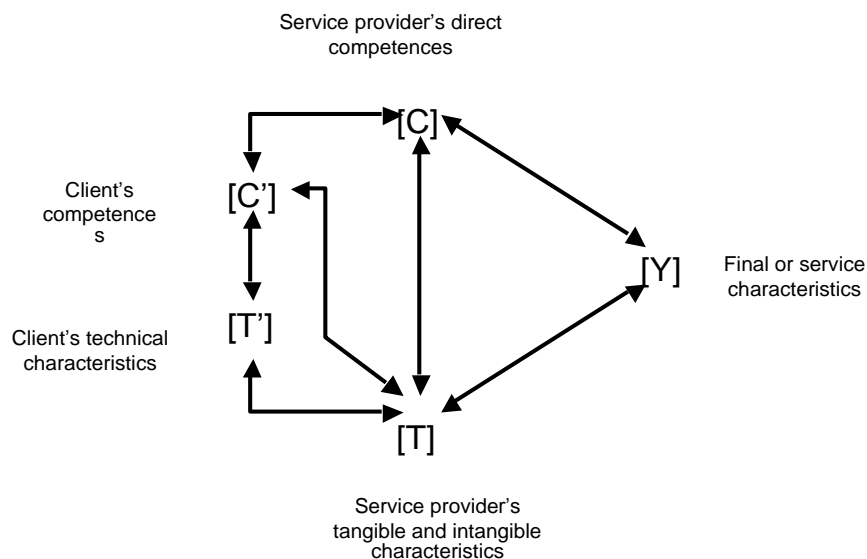 Service provider's direct
competences
[C]
Client's
competence
s
[C']
[Y]
Final or service
characteristics
Client's technical
characteristics
[T']
[T]
Service provider's
tangible and intangible
characteristics